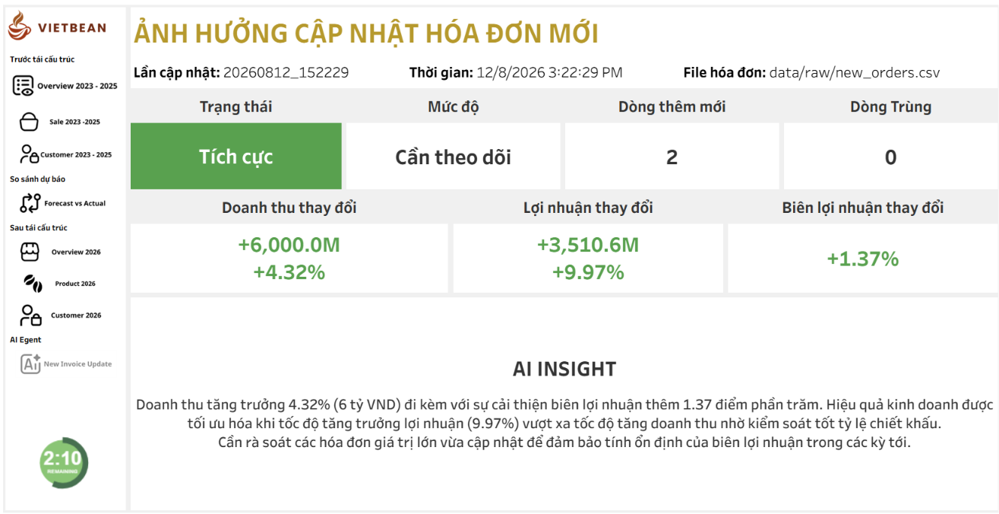 VIETBEAN
Trước tái cấu trúc
Overview 2023 - 2025
Sale 2023 -2025
Customer 2023 - 2025
So sánh dự báo
Forecast vs Actual
Sau tái cấu trúc
Overview 2026
Product 2026
Customer 2026
AI Egent
Ai New Invoice Update
2:10
REMAINING
ẢNH HƯỞNG CẬP NHẬT HÓA ĐƠN MỚI
Lần cập nhật: 20260812_152229 Thời gian: 12/8/2026 3:22:29 PM File hóa đơn: data/raw/new_orders.csv
Trạng thái Mức độ Dòng thêm mới Dòng Trùng
Tích cực Cần theo dõi 2 0
Doanh thu thay đổi Lợi nhuận thay đổi Biên lợi nhuận thay đổi
+6,000.0M +3,510.6M
+4.32% +9.97% +1.37%
AI INSIGHT
Doanh thu tăng trưởng 4.32% (6 tỷ VND) đi kèm với sự cải thiện biên lợi nhuận thêm 1.37 điểm phần trăm. Hiệu quả kinh doanh được
tối ưu hóa khi tốc độ tăng trưởng lợi nhuận (9.97%) vượt xa tốc độ tăng doanh thu nhờ kiểm soát tốt tỷ lệ chiết khấu.
Cần rà soát các hóa đơn giá trị lớn vừa cập nhật để đảm bảo tính ổn định của biên lợi nhuận trong các kỳ tới.